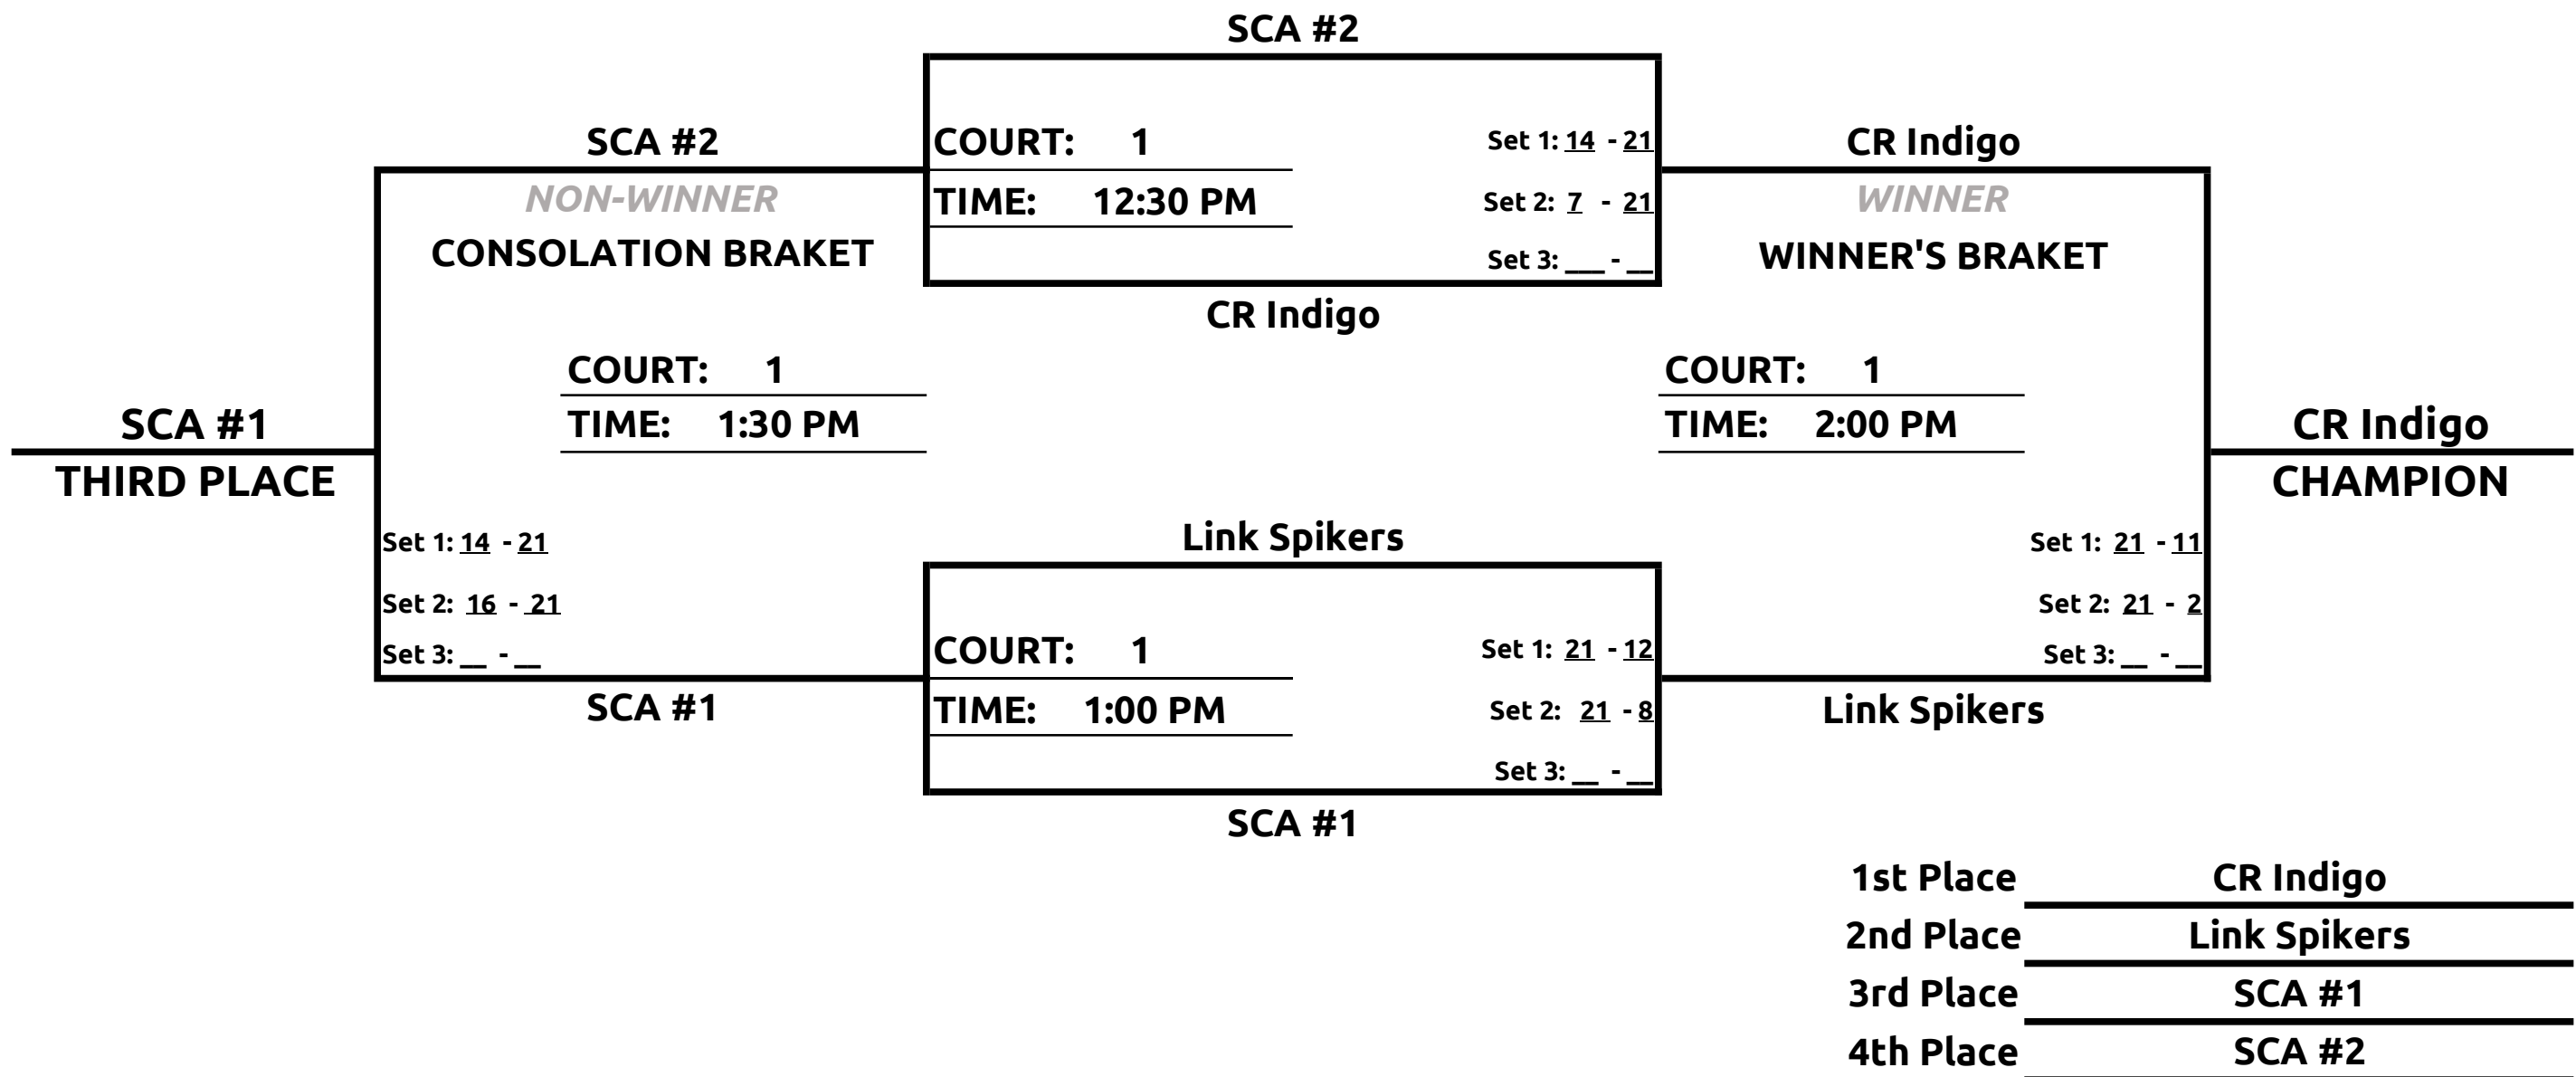 SCA #2
SCA #2
COURT: 1
Set 1: 14 - 21
CR Indigo
NON-WINNER
TIME: 12:30 PM
Set 2: 7 - 21
WINNER
CONSOLATION BRAKET
Set 3: ___ - __
WINNER'S BRAKET
CR Indigo
COURT: 1
COURT: 1
SCA #1
TIME: 1:30 PM
TIME: 2:00 PM
CR Indigo
THIRD PLACE
CHAMPION
Set 1: 14 - 21
Link Spikers
Set 1: 21 - 11
Set 2: 16 - 21
Set 2: 21 - 2
Set 3: __ - __
COURT: 1
Set 1: 21 - 12
Set 3: __ - __
SCA #1
TIME: 1:00 PM
Set 2: 21 - 8
Link Spikers
Set 3: __ - __
SCA #1
1st Place CR Indigo
2nd Place Link Spikers
3rd Place SCA #1
4th Place SCA #2